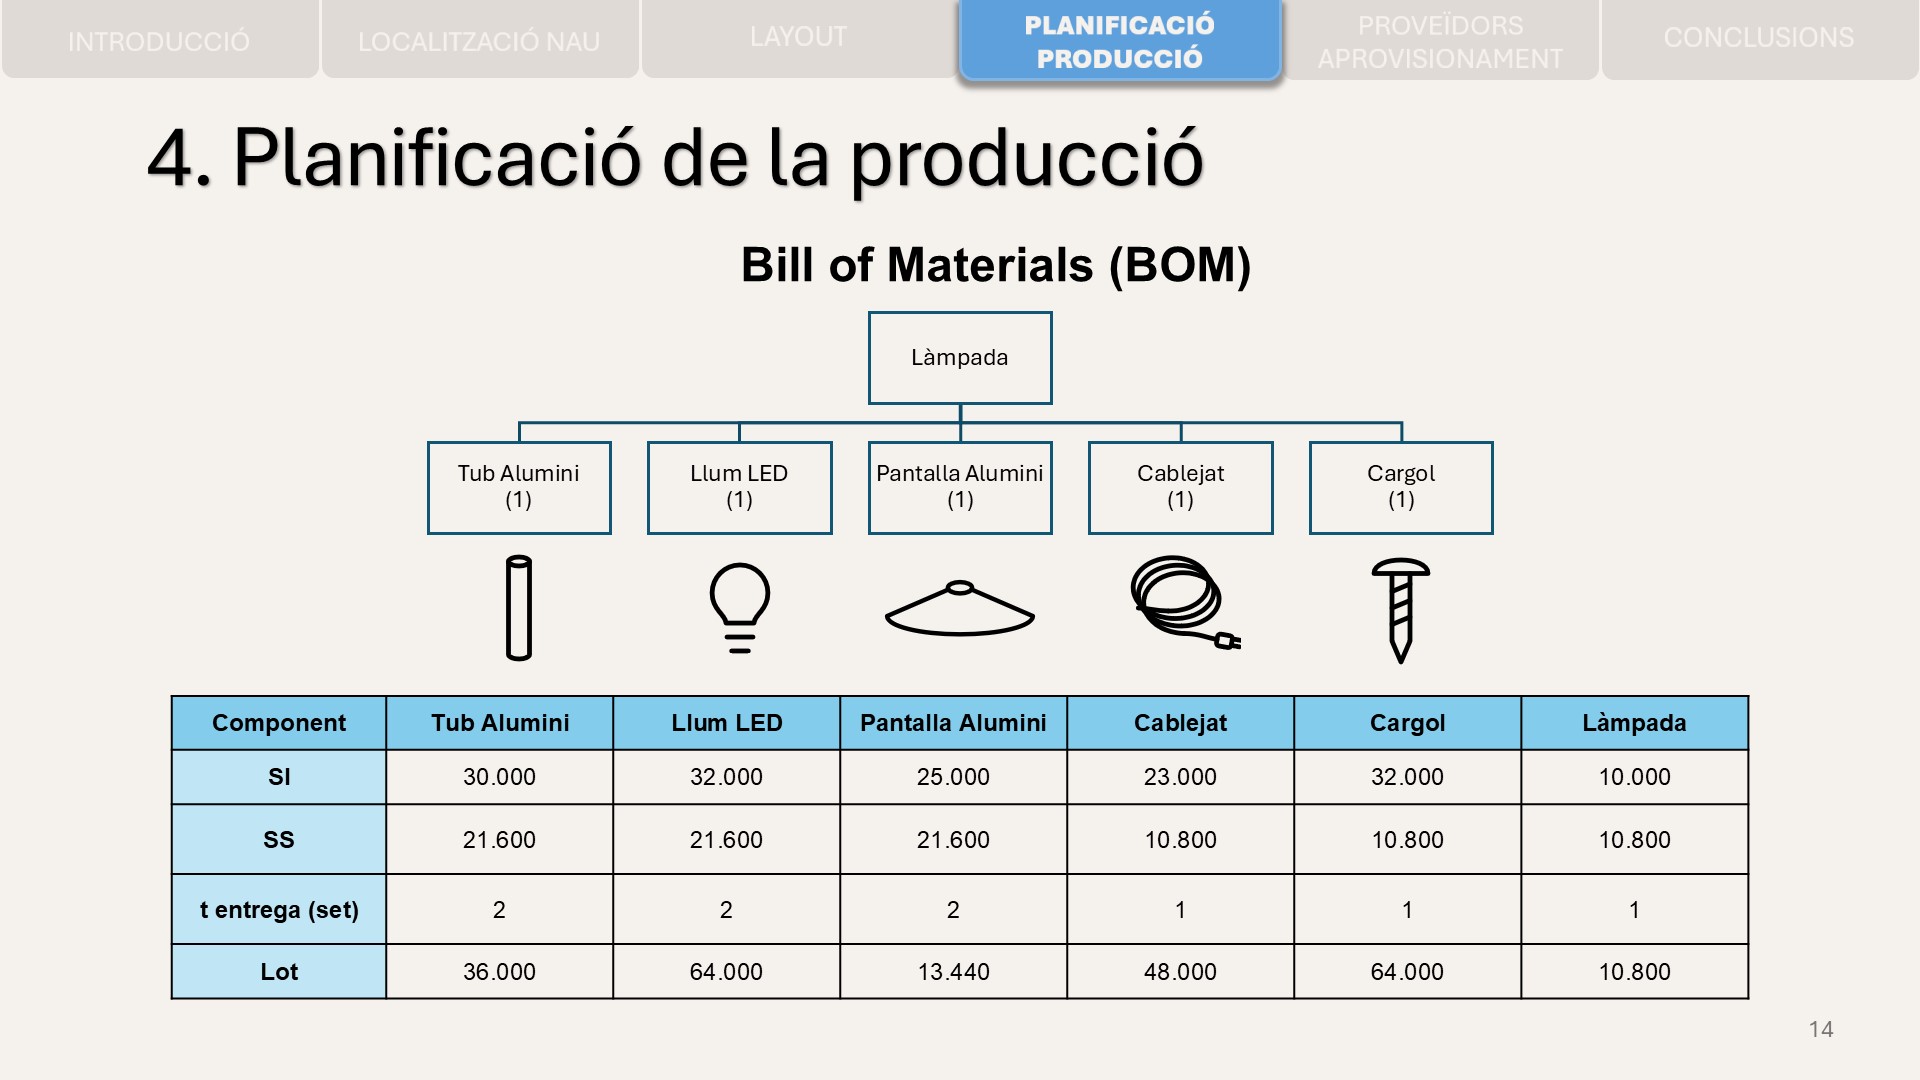 INTRODUCCIÓ
LOCALITZACIÓ NAU
LAYOUT
PLANIFICACIÓ
PRODUCCIÓ
PROVEÏDORS
APROVISIONAMENT
CONCLUSIONS
4. Planificació de la producció
Bill of Materials (BOM)
Làmpada
Tub Alumini
(1)
Llum LED
(1)
Pantalla Alumini
(1)
Cablejat
(1)
Cargol
(1)
Component Tub Alumini Llum LED Pantalla Alumini Cablejat Cargol Làmpada
SI 30.000 32.000 25.000 23.000 32.000 10.000
SS 21.600 21.600 21.600 10.800 10.800 10.800
t entrega (set) 2 2 2 1 1 1
Lot 36.000 64.000 13.440 48.000 64.000 10.800
14